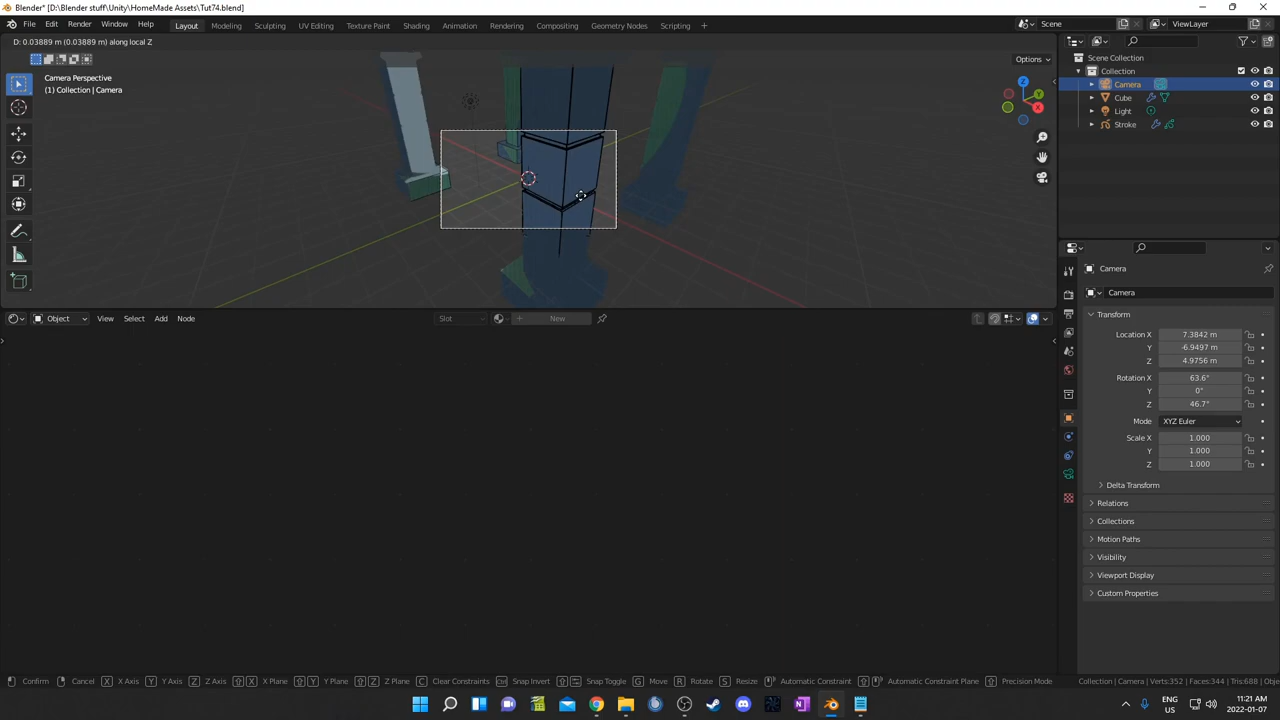 Blender* [D:\Blender stuff\Unity\HomeMade Assets\Tut74.blend]
File Edit Render Window Help Layout Modeling Sculpting UV Editing Texture Paint Shading Animation Rendering Compositing Geometry Nodes Scripting Scene ViewLayer
D: 0.03889 m (0.03889 m) along local Z
Options
Camera Perspective
(1) Collection | Camera
Z
Y
X
Scene Collection
Collection
Camera
Cube
Light
Stroke
Object View Select Add Node Slot New
Camera
Camera
Transform
Location X 7.3842 m
Y -6.9497 m
Z 4.9756 m
Rotation X 63.6°
Y 0°
Z 46.7°
Mode XYZ Euler
Scale X 1.000
Y 1.000
Z 1.000
Delta Transform
Relations
Collections
Motion Paths
Visibility
Viewport Display
Custom Properties
Confirm Cancel X X Axis Y Y Axis Z Z Axis X X Plane Y Y Plane Z Z Plane C Clear Constraints Ctrl Snap Invert Snap Toggle G Move R Rotate S Resize Automatic Constraint Automatic Constraint Plane Precision Mode Collection | Camera | Verts:352 | Faces:344 | Tris:688 | Objects
ENG
US
11:21 AM
2022-01-07